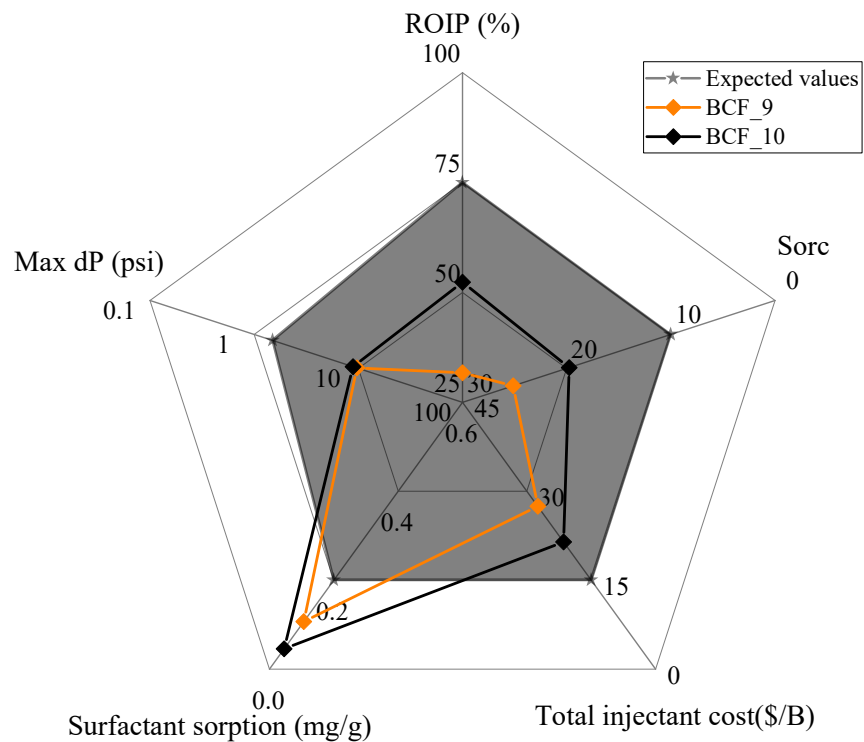 ROIP (%)
100
Expected values
BCF_9
BCF_10
75
Sorc
0
Max dP (psi)
0.1
50
10
1
20
10
25
30
100
45
0.6
30
0.4
15
0.2
0
0.0
Surfactant sorption (mg/g)
Total injectant cost($/B)